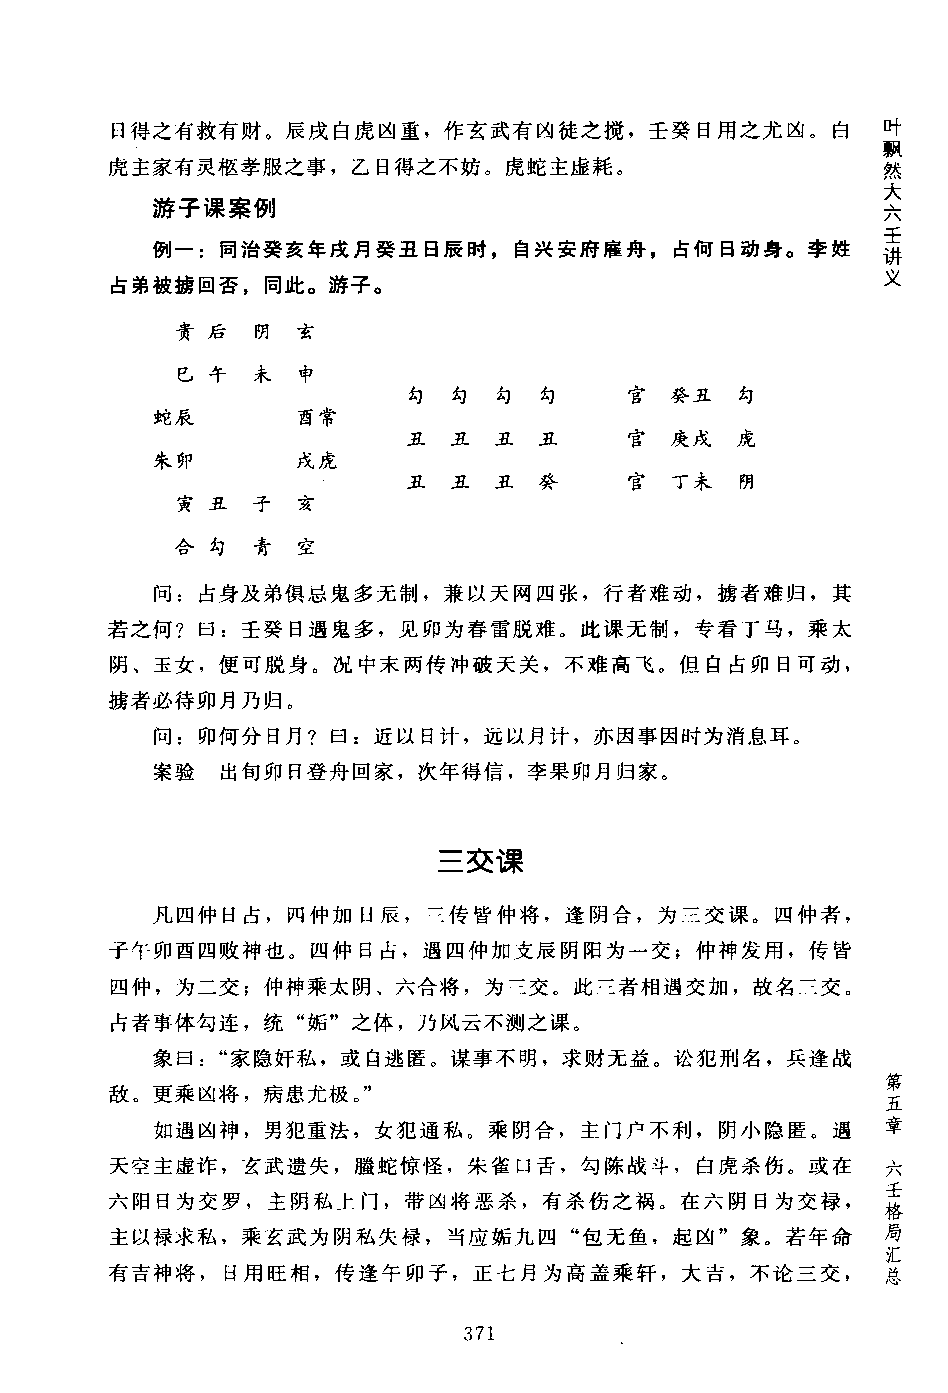 日得之有救有财。辰戌白虎凶重，作玄武有凶徒之搅，壬癸日用之尤凶。白
虎主家有灵柩孝服之事，乙日得之不妨。虎蛇主虚耗。
游子课案例
例一：同治癸亥年戌月癸丑日辰时，自兴安府雇舟，占何日动身。李姓
占弟被掳回否，同此。游子。
贵 后 阴 玄
巳 午 未 申
蛇辰 酉常
朱卯 戌虎
寅 丑 子 亥
合 勾 青 空
勾 勾 勾 勾
丑 丑 丑 丑
丑 丑 丑 癸
官 癸丑 勾
官 庚戌 虎
官 丁未 阴
问：占身及弟俱忌鬼多无制，兼以天网四张，行者难动，掳者难归，其
若之何？曰：壬癸日遇鬼多，见卯为春雷脱难。此课无制，专看丁马，乘太
阴、玉女，便可脱身。况中末两传冲破天关，不难高飞。但自占卯日可动，
掳者必待卯月乃归。
问：卯何分日月？曰：近以日计，远以月计，亦因事因时为消息耳。
案验 出旬卯日登舟回家，次年得信，李果卯月归家。
三交课
凡四仲日占，四仲加日辰，三传皆仲将，逢阴合，为三交课。四仲者，
子午卯酉四败神也。四仲日占，遇四仲加支辰阴阳为一交；仲神发用，传皆
四仲，为二交；仲神乘太阴、六合将，为三交。此三者相遇交加，故名三交。
占者事体勾连，统“姤”之体，乃风云不测之课。
象曰：“家隐奸私，或自逃匿。谋事不明，求财无益。讼犯刑名，兵逢战
敌。更乘凶将，病患尤极。”
如遇凶神，男犯重法，女犯通私。乘阴合，主门户不利，阴小隐匿。遇
天空主虚诈，玄武遗失，螣蛇惊怪，朱雀口舌，勾陈战斗，白虎杀伤。或在
六阳日为交罗，主阴私上门，带凶将恶杀，有杀伤之祸。在六阴日为交禄，
主以禄求私，乘玄武为阴私失禄，当应姤九四“包无鱼，起凶”象。若年命
有吉神将，日用旺相，传逢午卯子，正七月为高盖乘轩，大吉，不论三交，
叶飘然大六壬讲义
第五章 六壬格局汇总
371